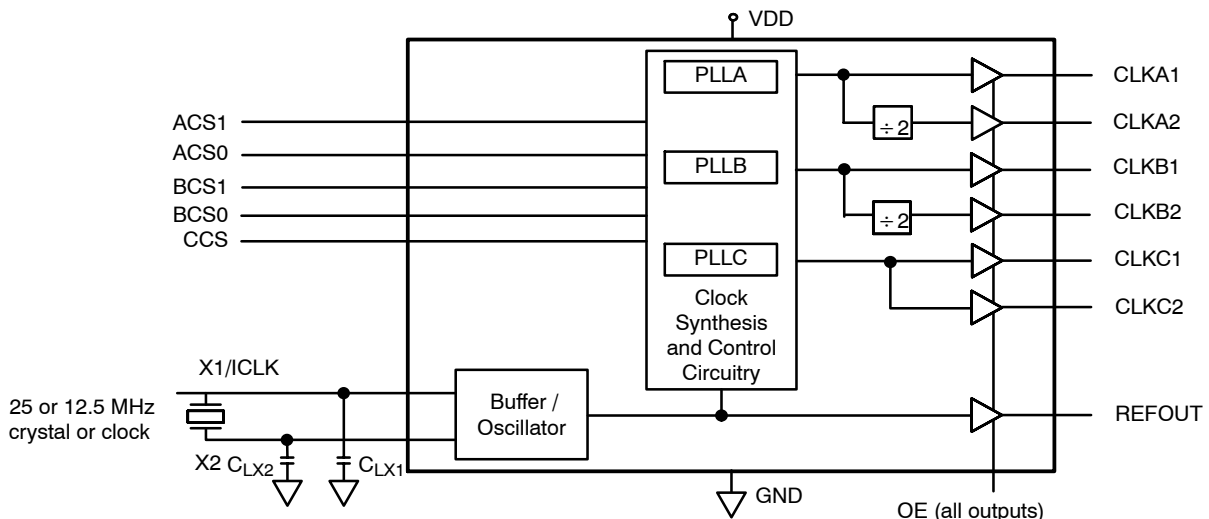 VDD
PLLA
CLKA1
ACS1
÷2
CLKA2
ACS0
PLLB
CLKB1
BCS1
BCS0
÷2
CLKB2
CCS
PLLC
CLKC1
Clock
Synthesis
and Control
Circuitry
CLKC2
X1/ICLK
25 or 12.5 MHz
crystal or clock
Buffer /
Oscillator
REFOUT
X2
CLX2
CLX1
GND
OE (all outputs)